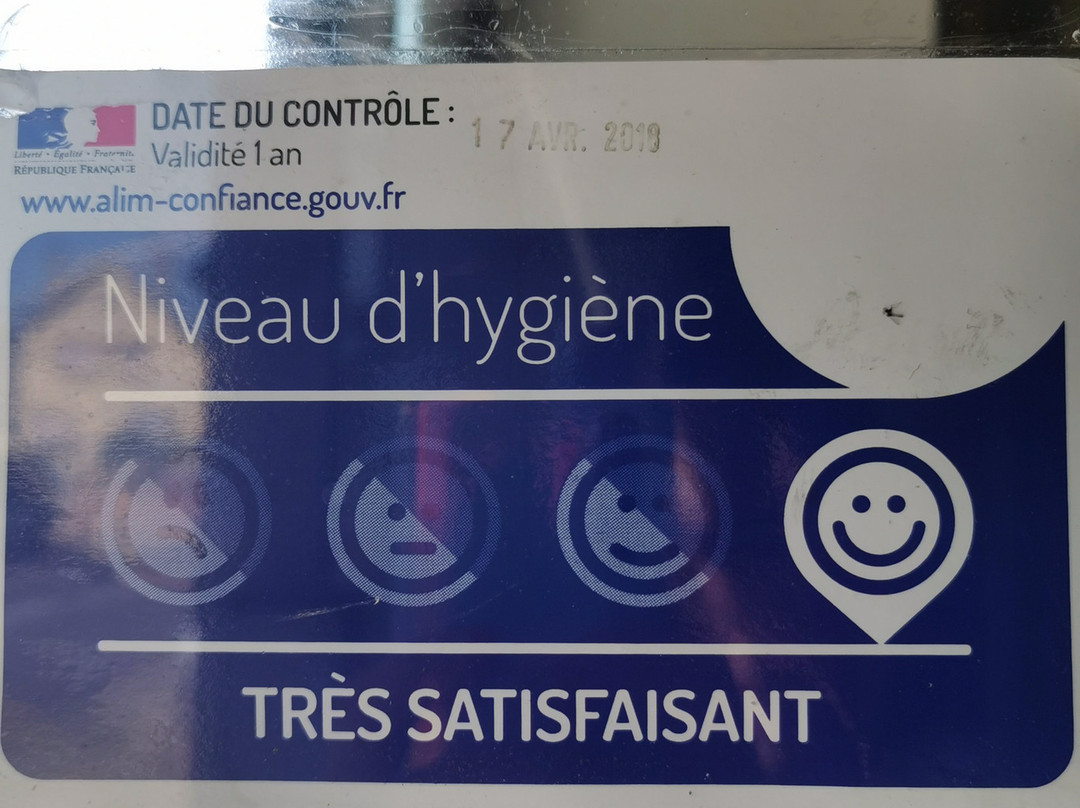 DATE DU CONTRÔLE : 17 AVR. 2018
Validité 1 an
Liberté • Égalité • Fraternité
RÉPUBLIQUE FRANÇAISE
www.alim-confiance.gouv.fr
Niveau d'hygiène
TRÈS SATISFAISANT